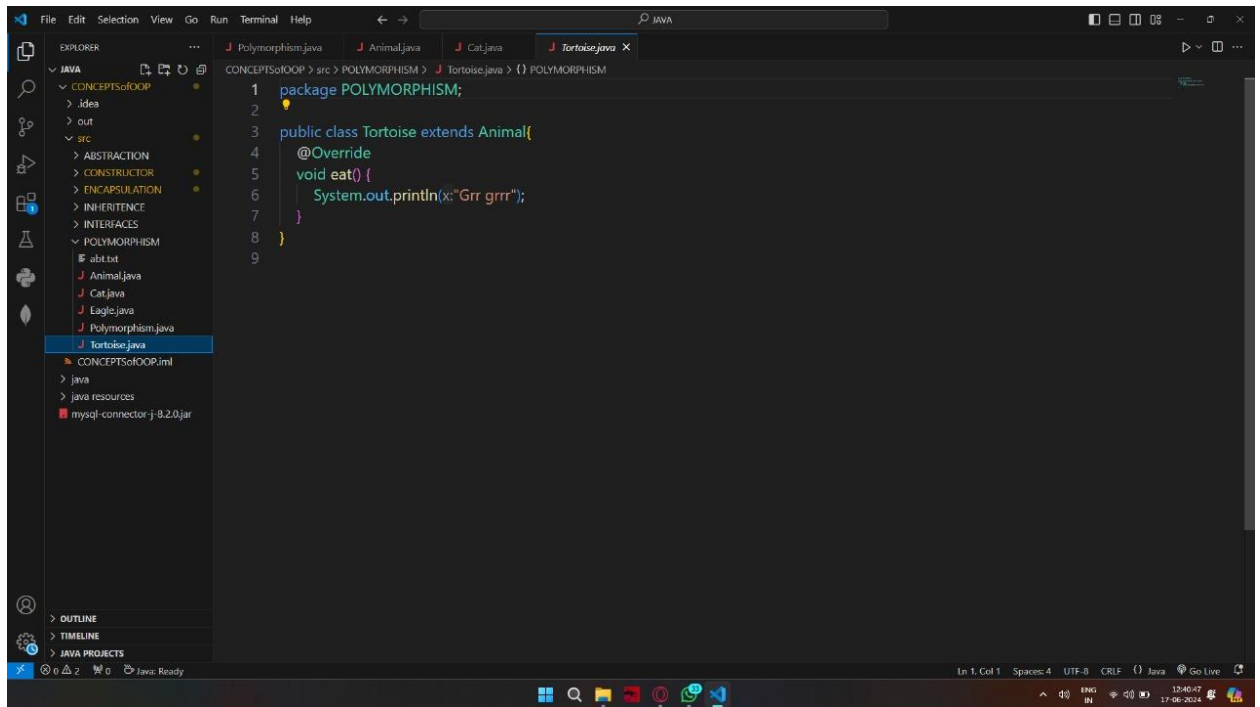 File Edit Selection View Go Run Terminal Help JAVA
EXPLORER
Polymorphism.java Animal.java Cat.java Tortoise.java
JAVA
CONCEPTSofOOP > src > POLYMORPHISM > Tortoise.java > {} POLYMORPHISM
CONCEPTSofOOP
.idea
out
src
ABSTRACTION
CONSTRUCTOR
ENCAPSULATION
INHERITENCE
INTERFACES
POLYMORPHISM
abt.txt
Animal.java
Cat.java
Eagle.java
Polymorphism.java
Tortoise.java
CONCEPTSofOOP.iml
java
java resources
mysql-connector-j-8.2.0.jar
OUTLINE
TIMELINE
JAVA PROJECTS
1 package POLYMORPHISM;
2
3 public class Tortoise extends Animal{
4 @Override
5 void eat() {
6 System.out.println(x:"Grr grrr");
7 }
8 }
9
0 2 0 Java: Ready
Ln 1, Col 1 Spaces: 4 UTF-8 CRLF {} Java Go Live
ENG
IN
12:40:47
17-06-2024